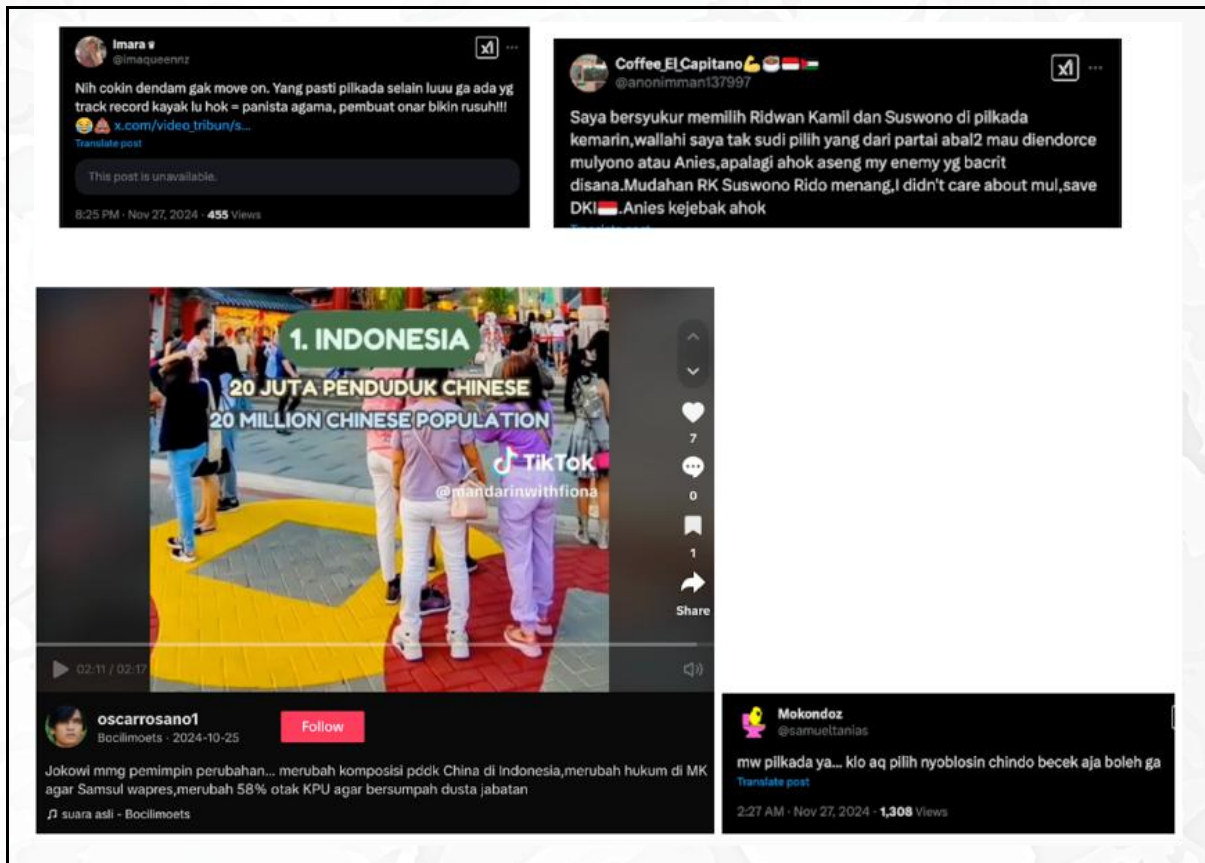 Imara ♛
@imaqueennz
Nih cokin dendam gak move on. Yang pasti pilkada selain luuu ga ada yg
track record kayak lu hok = panista agama, pembuat onar bikin rusuh!!!
😂💩 x.com/video_tribun/s...
Translate post
This post is unavailable.
8:25 PM · Nov 27, 2024 · 455 Views
Coffee_El_Capitano💪🍜🇮🇩🇵🇸
@anonimman137997
Saya bersyukur memilih Ridwan Kamil dan Suswono di pilkada
kemarin,wallahi saya tak sudi pilih yang dari partai abal2 mau diendorce
mulyono atau Anies,apalagi ahok aseng my enemy yg bacrit
disana.Mudahan RK Suswono Rido menang,I didn't care about mul,save
DKI🇮🇩.Anies kejebak ahok
Translate post
1. INDONESIA
20 JUTA PENDUDUK CHINESE
20 MILLION CHINESE POPULATION
TikTok
@mandarinwithfiona
7
0
1
Share
02:11 / 02:17
oscarrosano1
Bocilimoets · 2024-10-25
Follow
Jokowi mmg pemimpin perubahan... merubah komposisi pddk China di Indonesia,merubah hukum di MK
agar Samsul wapres,merubah 58% otak KPU agar bersumpah dusta jabatan
♫ suara asli - Bocilimoets
Mokondoz
@samueltanias
mw pilkada ya... klo aq pilih nyoblosin chindo becek aja boleh ga
Translate post
2:27 AM · Nov 27, 2024 · 1,308 Views